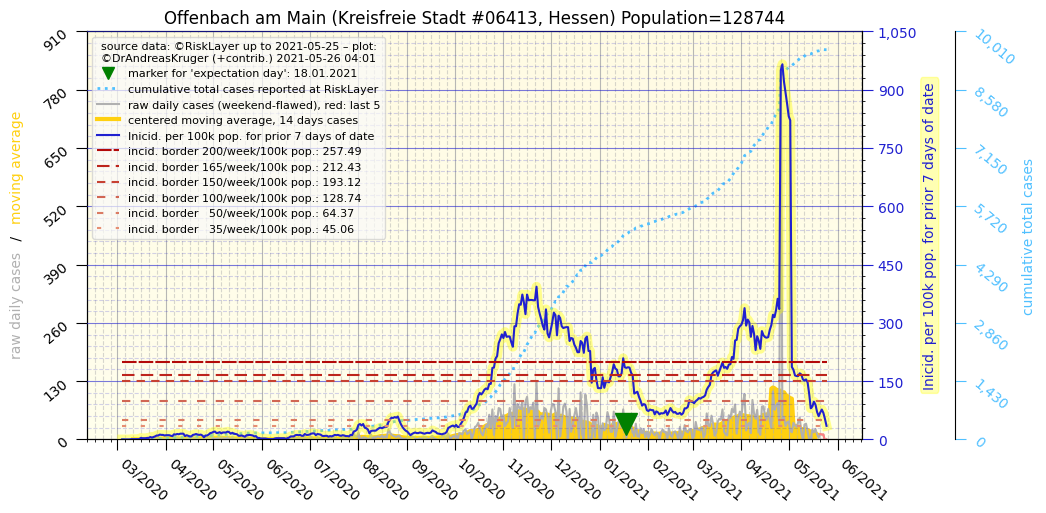 Offenbach am Main (Kreisfreie Stadt #06413, Hessen) Population=128744
source data: ©RiskLayer up to 2021-05-25 – plot:
©DrAndreasKruger (+contrib.) 2021-05-26 04:01
marker for 'expectation day': 18.01.2021
cumulative total cases reported at RiskLayer
raw daily cases (weekend-flawed), red: last 5
centered moving average, 14 days cases
Inicid. per 100k pop. for prior 7 days of date
incid. border 200/week/100k pop.: 257.49
incid. border 165/week/100k pop.: 212.43
incid. border 150/week/100k pop.: 193.12
incid. border 100/week/100k pop.: 128.74
incid. border   50/week/100k pop.: 64.37
incid. border   35/week/100k pop.: 45.06
raw daily cases / moving average
910
780
650
520
390
260
130
0
1,050
900
750
600
450
300
150
0
Inicid. per 100k pop. for prior 7 days of date
10,010
8,580
7,150
5,720
4,290
2,860
1,430
0
cumulative total cases
03/2020
04/2020
05/2020
06/2020
07/2020
08/2020
09/2020
10/2020
11/2020
12/2020
01/2021
02/2021
03/2021
04/2021
05/2021
06/2021